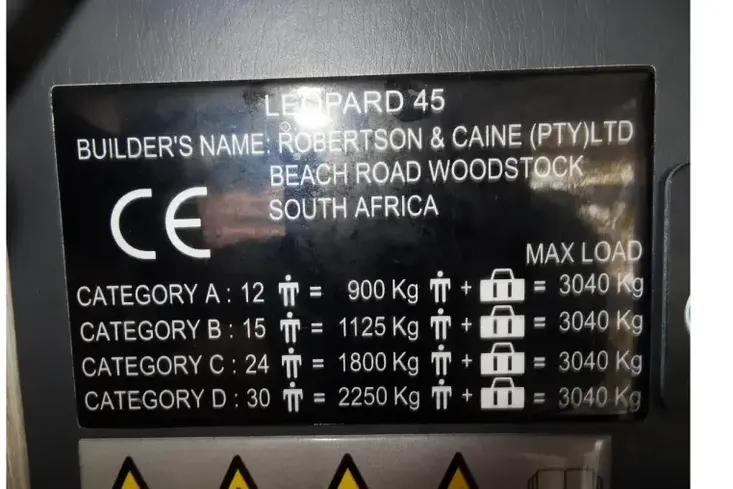 LEOPARD 45
BUILDER'S NAME: ROBERTSON & CAINE (PTY)LTD
BEACH ROAD WOODSTOCK
SOUTH AFRICA
CE
MAX LOAD
CATEGORY A : 12 = 900 Kg + = 3040 Kg
CATEGORY B : 15 = 1125 Kg + = 3040 Kg
CATEGORY C : 24 = 1800 Kg + = 3040 Kg
CATEGORY D : 30 = 2250 Kg + = 3040 Kg